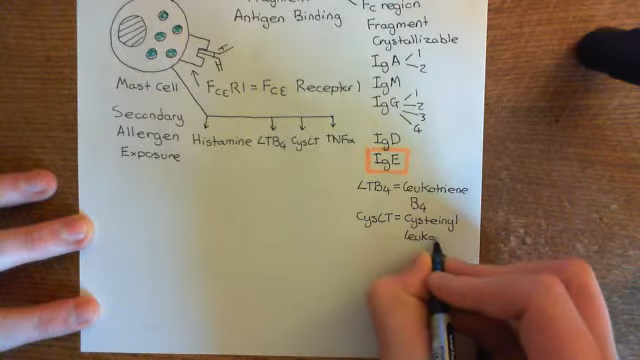 Antigen Binding
Fc region
Fragment
Crystallizable
IgA 1
2
IgM
IgG 1
2
3
4
IgD
IgE
Mast Cell
FcεRI = Fcε Receptor I
Secondary
Allergen
Exposure
Histamine LTB4 CysLT TNFα
LTB4 = Leukotriene
B4
CysLT = Cysteinyl
Leuko